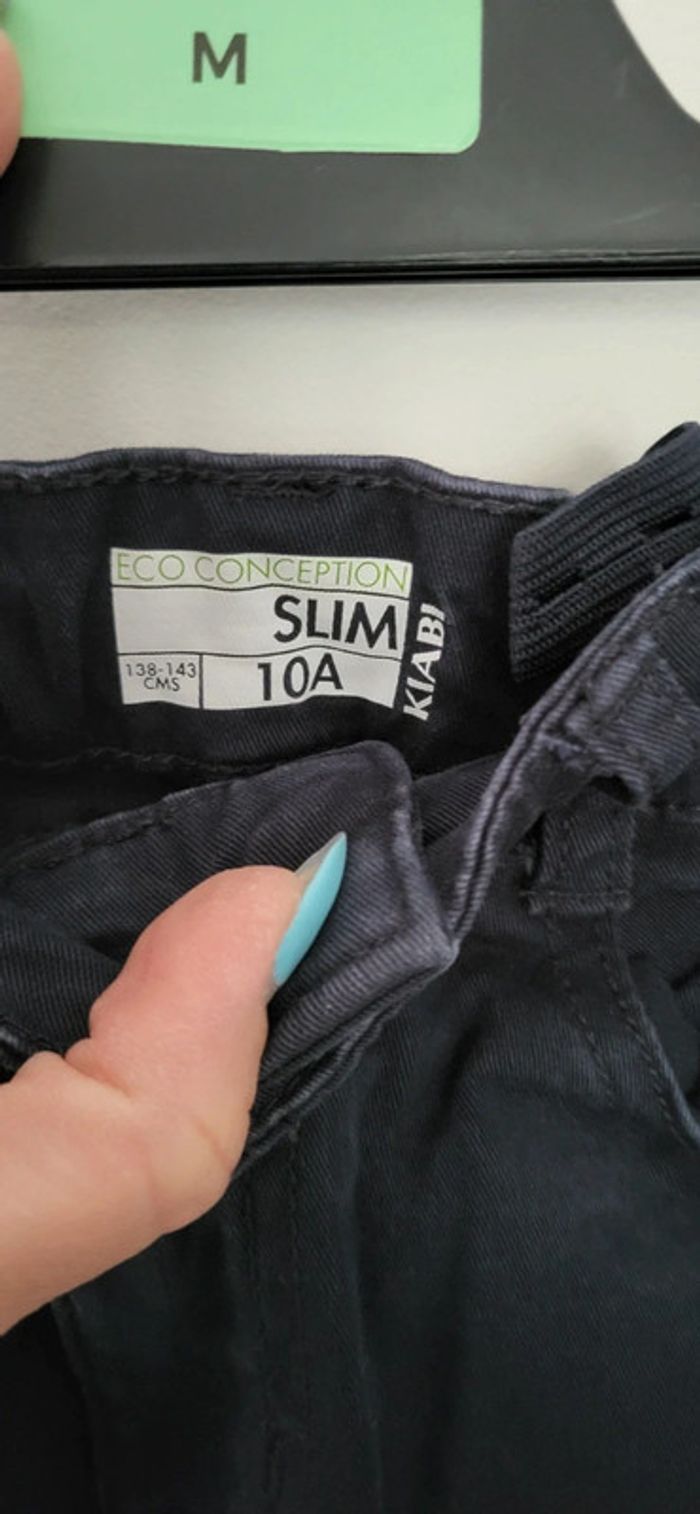 M
ECO CONCEPTION
SLIM
138-143
CMS
10A
KIABI